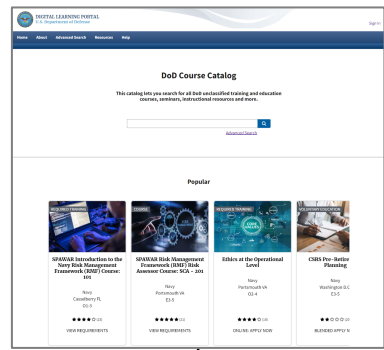 DIGITAL LEARNING PORTAL
U.S. Department of Defense
Sign in
Home About Advanced Search Resources Help
DoD Course Catalog
This catalog lets you search for all DoD unclassified training and education
courses, seminars, instructional resources and more.
Advanced Search
Popular
REQUIRED TRAINING
COURSE
REQUIRED TRAINING
VOLUNTARY EDUCATION
SPAWAR Introduction to the
Navy Risk Management
Framework (RMF) Course:
101
Navy
Casselberry FL
O1-3
VIEW REQUIREMENTS
SPAWAR Risk Management
Framework (RMF) Risk
Assessor Course: SCA - 201
Navy
Portsmouth VA
E3-5
VIEW REQUIREMENTS
Ethics at the Operational
Level
Navy
Portsmouth VA
O2-4
ONLINE: APPLY NOW
CSRS Pre-Retire
Planning
Navy
Washington D.C
E3-5
BLENDED APPLY N